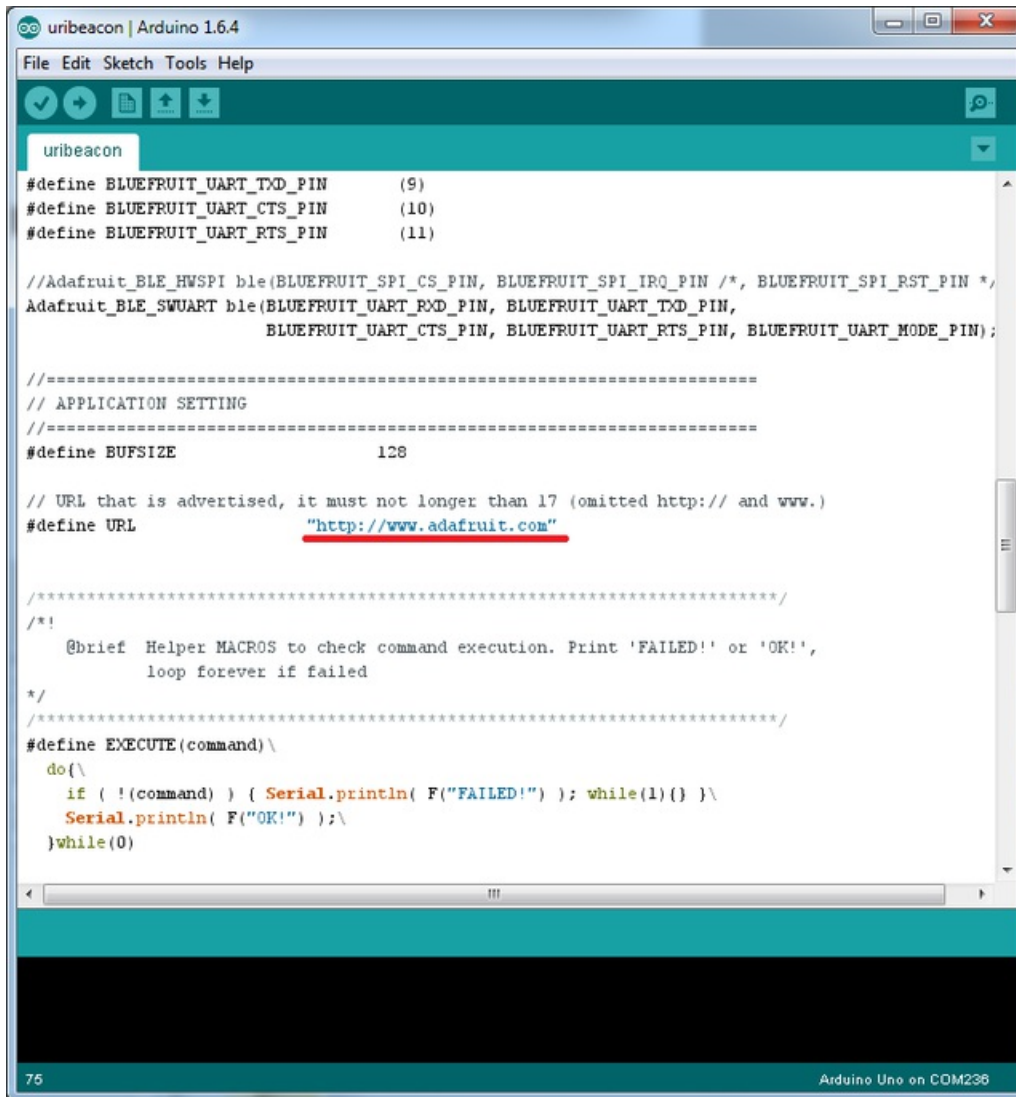 uribeacon | Arduino 1.6.4
File Edit Sketch Tools Help
uribeacon
#define BLUEFRUIT_UART_TXD_PIN (9)
#define BLUEFRUIT_UART_CTS_PIN (10)
#define BLUEFRUIT_UART_RTS_PIN (11)
//Adafruit_BLE_HWSPI ble(BLUEFRUIT_SPI_CS_PIN, BLUEFRUIT_SPI_IRQ_PIN /*, BLUEFRUIT_SPI_RST_PIN */
Adafruit_BLE_SWUART ble(BLUEFRUIT_UART_RXD_PIN, BLUEFRUIT_UART_TXD_PIN,
BLUEFRUIT_UART_CTS_PIN, BLUEFRUIT_UART_RTS_PIN, BLUEFRUIT_UART_MODE_PIN);
//=======================================================================
// APPLICATION SETTING
//=======================================================================
#define BUFSIZE 128
// URL that is advertised, it must not longer than 17 (omitted http:// and www.)
#define URL "http://www.adafruit.com"
/**************************************************************************/
/*!
@brief Helper MACROS to check command execution. Print 'FAILED!' or 'OK!',
loop forever if failed
*/
/**************************************************************************/
#define EXECUTE(command)\
do{\
if ( !(command) ) { Serial.println( F("FAILED!") ); while(1){} }\
Serial.println( F("OK!") );\
}while(0)
75
Arduino Uno on COM236